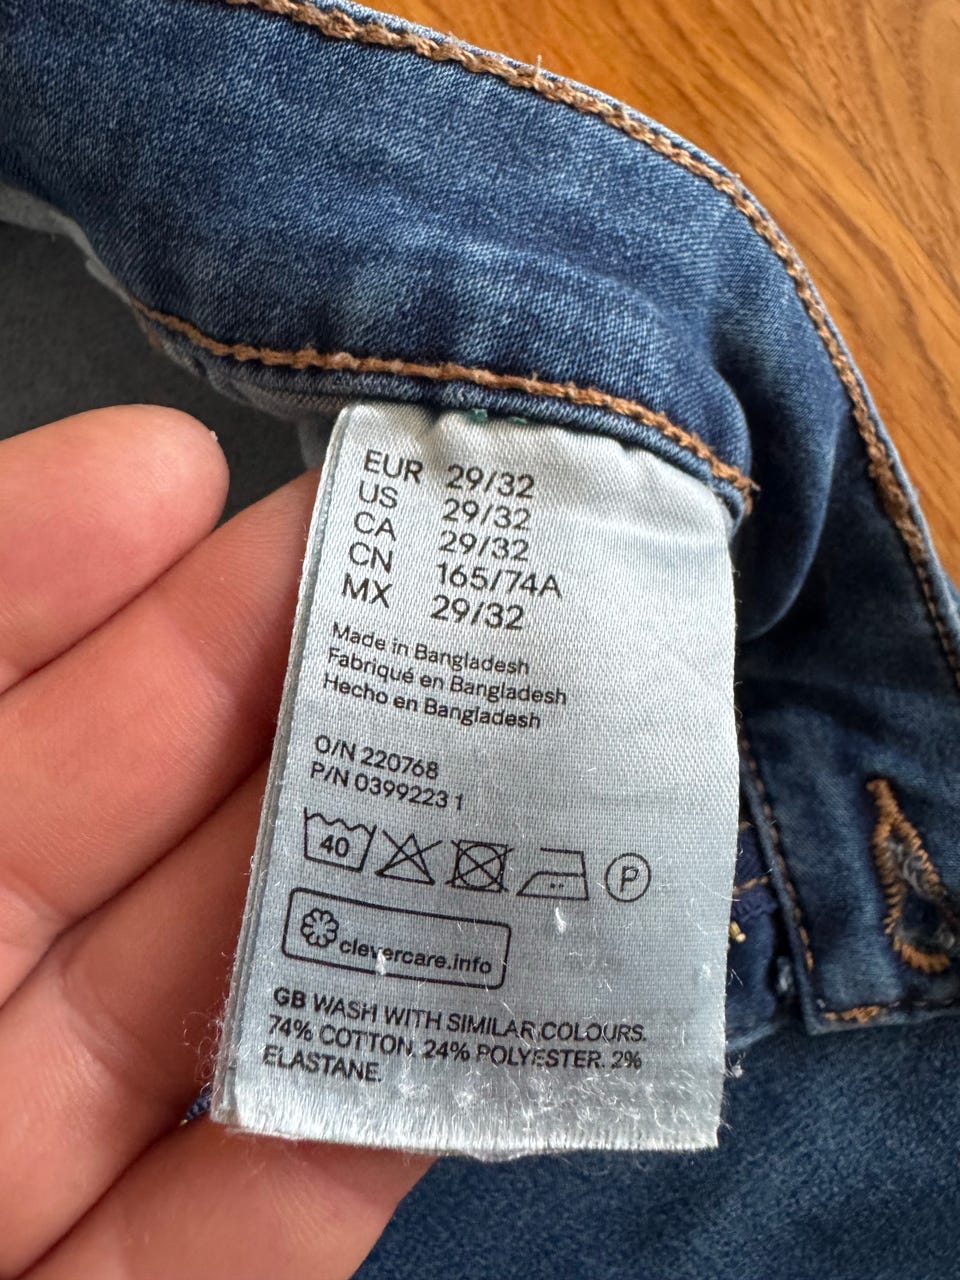 EUR 29/32
US 29/32
CA 29/32
CN 165/74A
MX 29/32
Made in Bangladesh
Fabriqué en Bangladesh
Hecho en Bangladesh
O/N 220768
P/N 0399223 1
40
P
clevercare.info
GB WASH WITH SIMILAR COLOURS.
74% COTTON. 24% POLYESTER. 2%
ELASTANE.